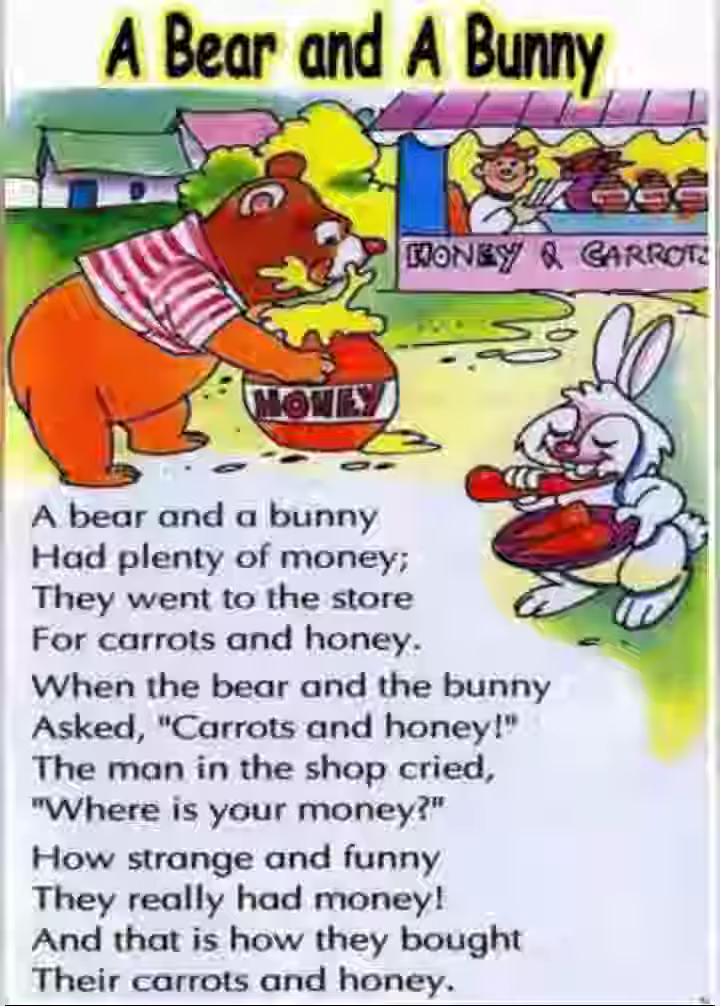 A Bear and A Bunny
HONEY & CARROTS
HONEY
A bear and a bunny
Had plenty of money;
They went to the store
For carrots and honey.
When the bear and the bunny
Asked, "Carrots and honey!"
The man in the shop cried,
"Where is your money?"
How strange and funny
They really had money!
And that is how they bought
Their carrots and honey.